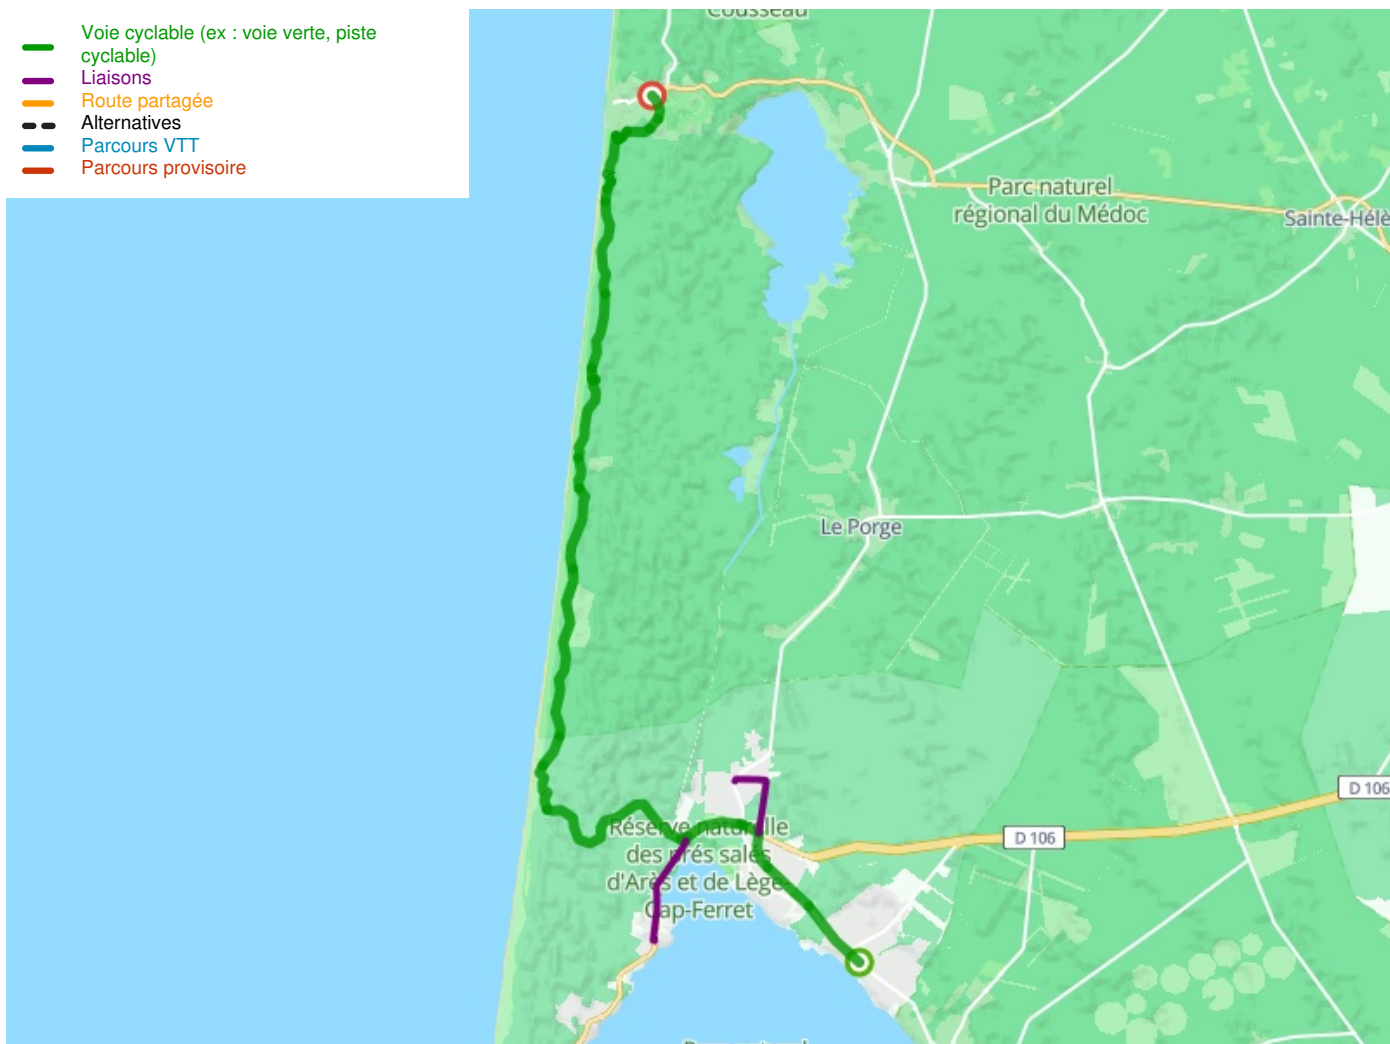 Voie cyclable (ex : voie verte, piste
cyclable)
Liaisons
Route partagée
Alternatives
Parcours VTT
Parcours provisoire
Cousseau
Parc naturel
régional du Médoc
Sainte-Hélè
Le Porge
D 106
D 106
Réserve naturelle
des prés salés
d'Arès et de Lège-
Cap-Ferret